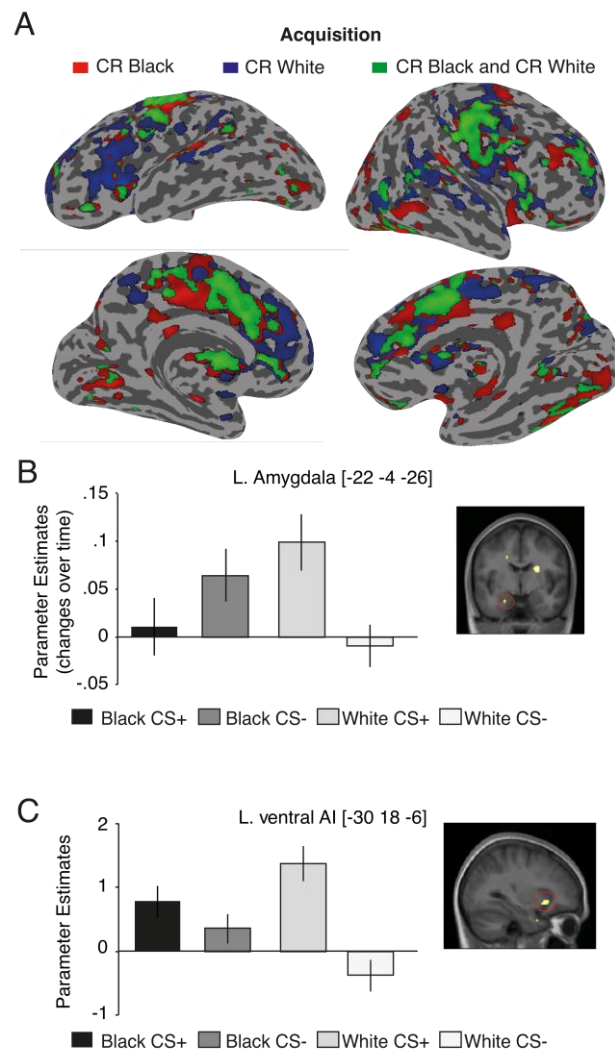 A
Acquisition
CR Black CR White CR Black and CR White
B
L. Amygdala [-22 -4 -26]
Parameter Estimates
(changes over time)
.15
.1
0.05
0
-.05
Black CS+ Black CS- White CS+ White CS-
C
L. ventral AI [-30 18 -6]
Parameter Estimates
2
1
0
-1
Black CS+ Black CS- White CS+ White CS-